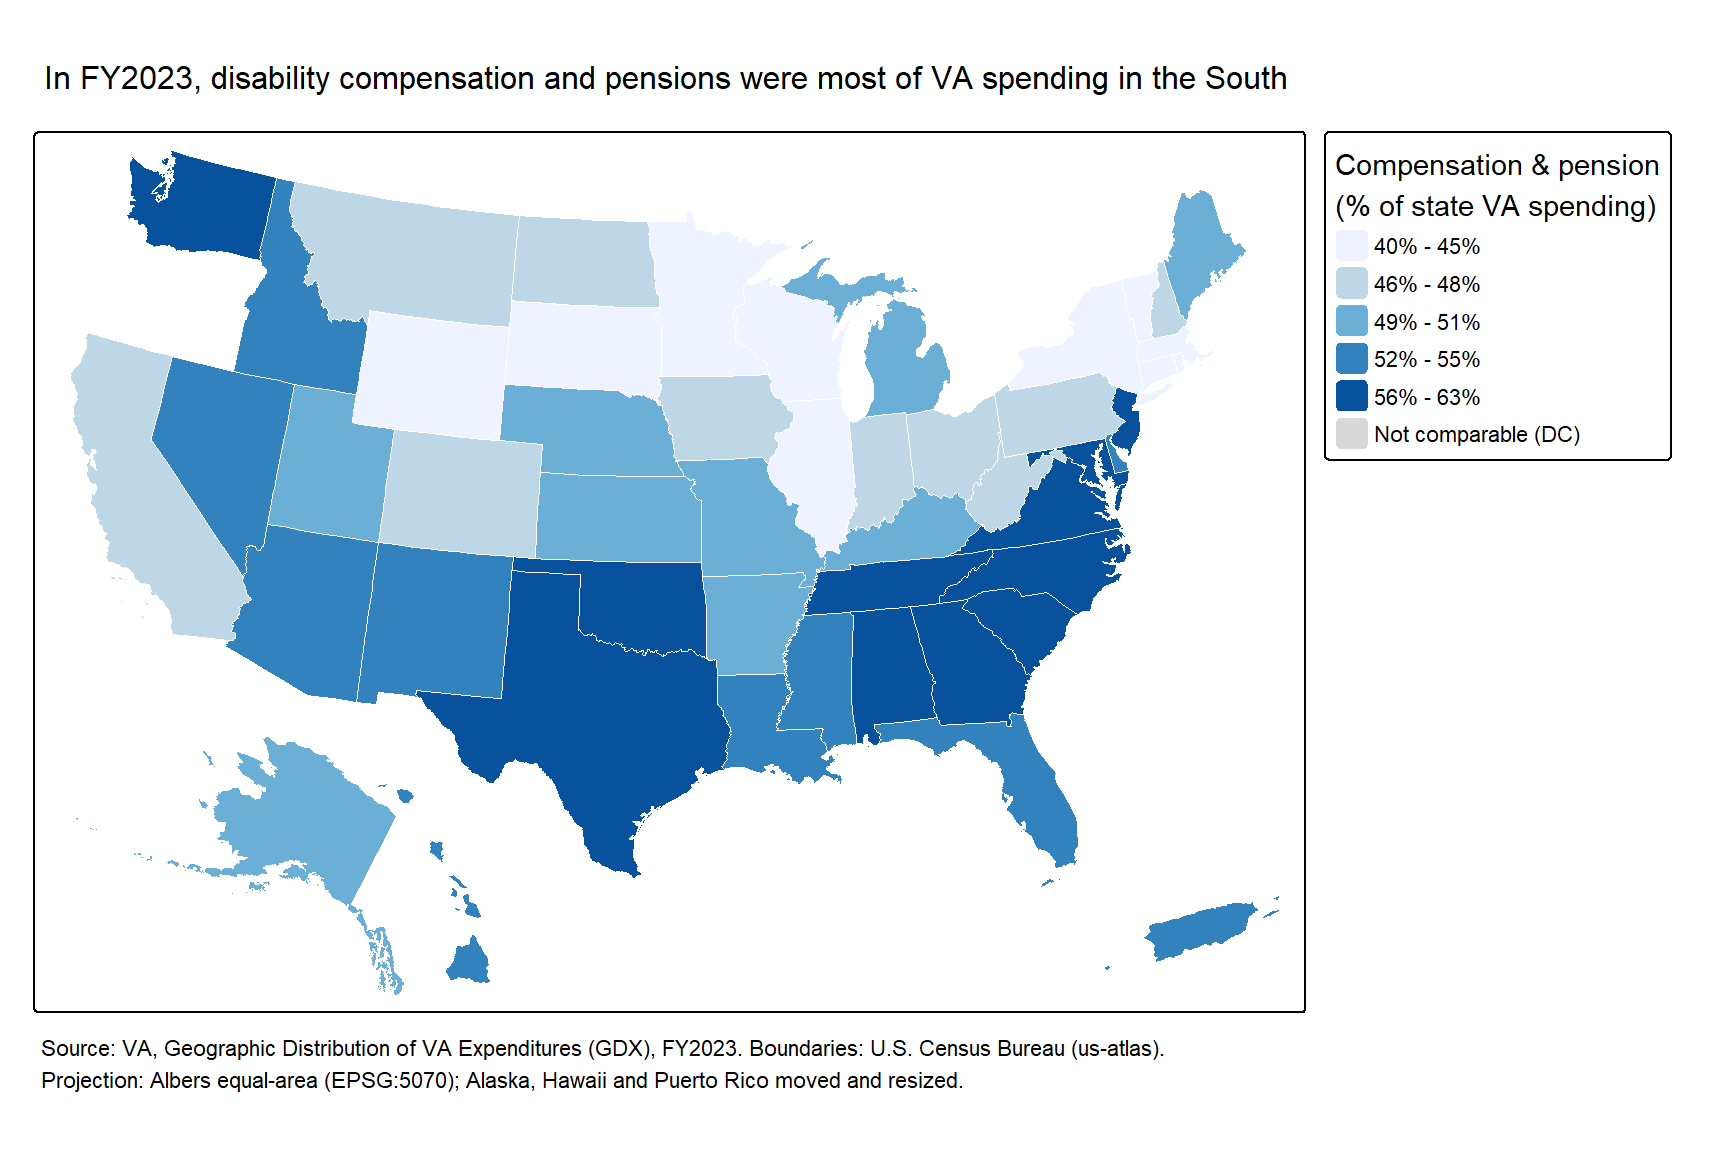 In FY2023, disability compensation and pensions were most of VA spending in the South
Compensation & pension
(% of state VA spending)
40% - 45%
46% - 48%
49% - 51%
52% - 55%
56% - 63%
Not comparable (DC)
Source: VA, Geographic Distribution of VA Expenditures (GDX), FY2023. Boundaries: U.S. Census Bureau (us-atlas).
Projection: Albers equal-area (EPSG:5070); Alaska, Hawaii and Puerto Rico moved and resized.